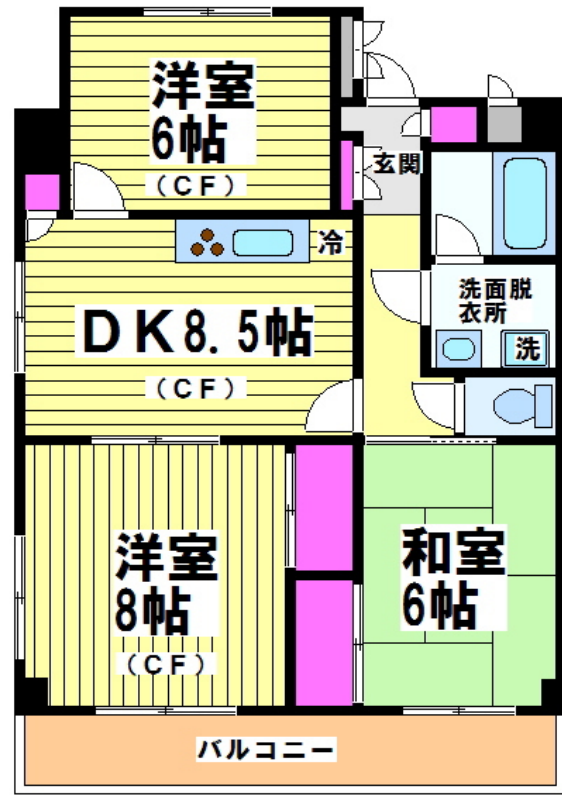 洋室
6帖
(CF)
玄関
冷
DK8.5帖
(CF)
洗面脱
衣所
洗
洋室
8帖
(CF)
和室
6帖
バルコニー